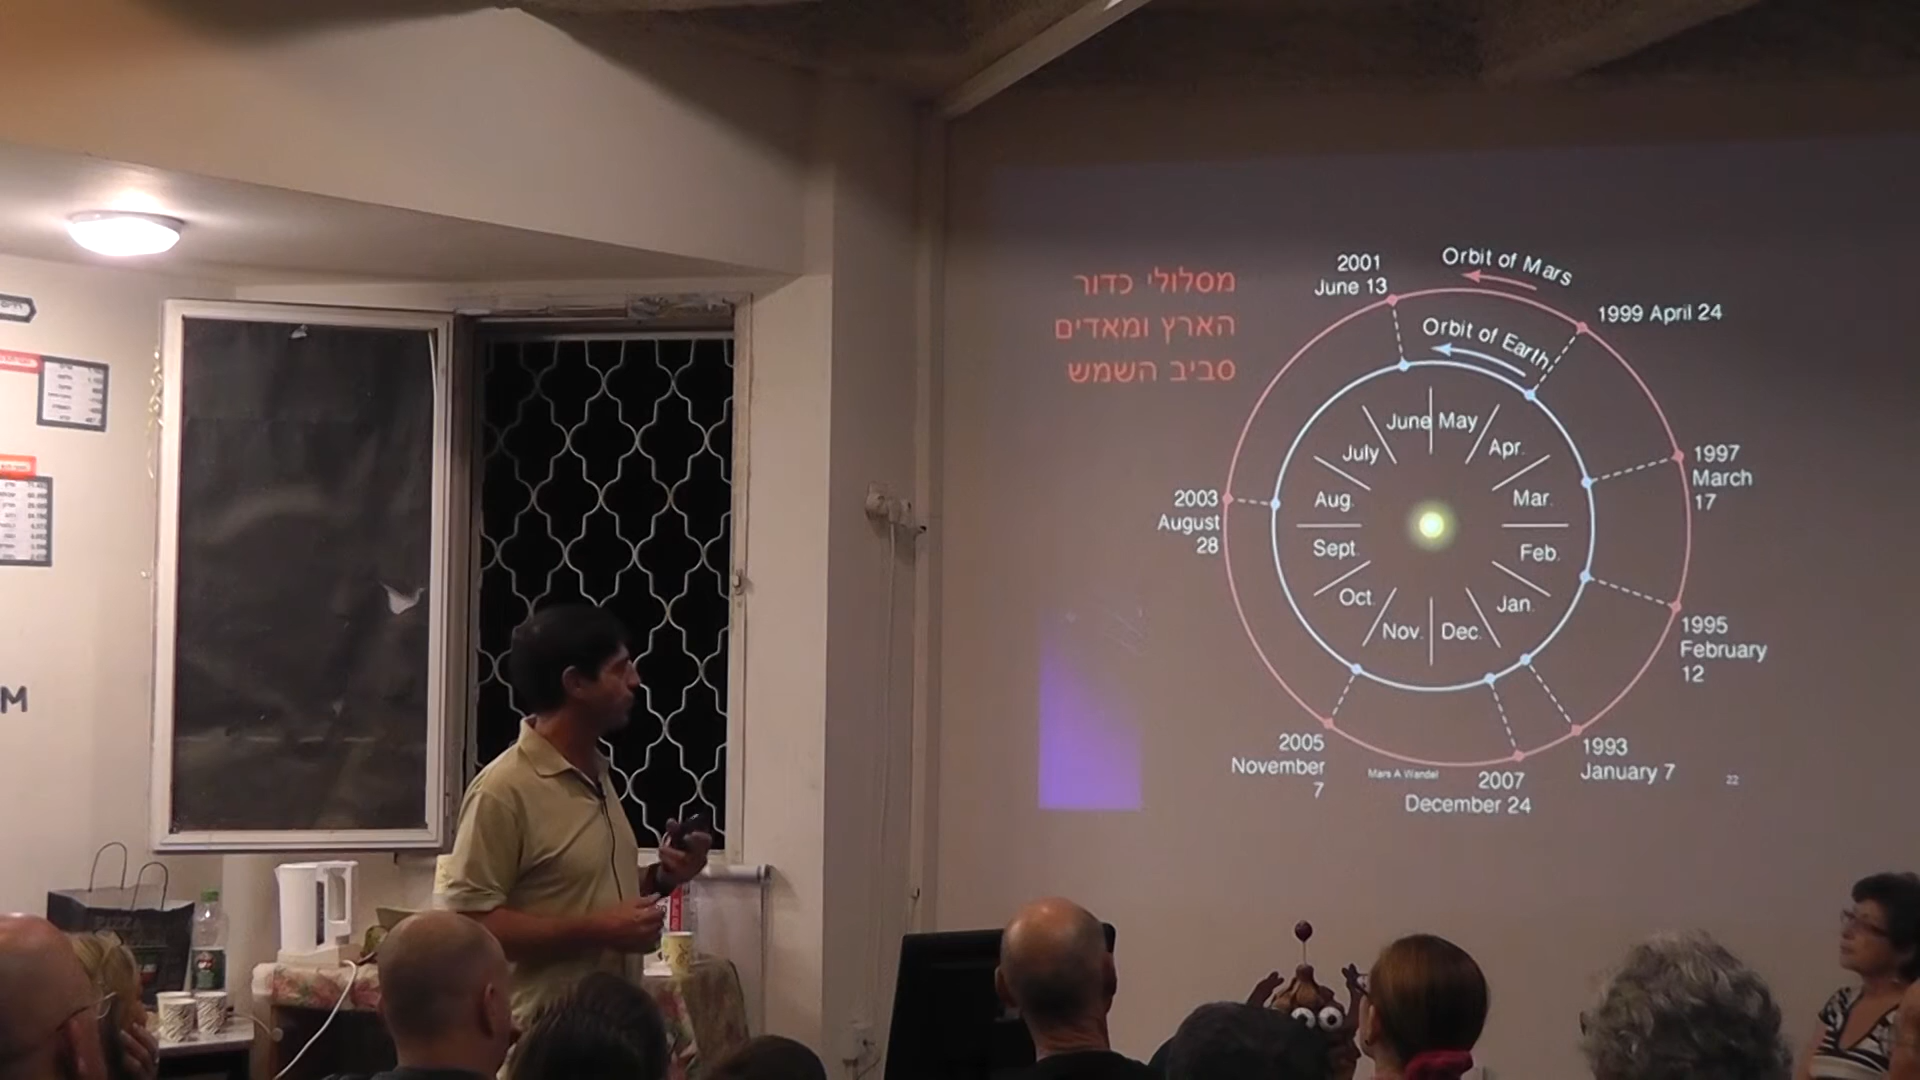 מסלולי כדור
הארץ ומאדים
סביב השמש
Orbit of Mars
2001
June 13
1999 April 24
Orbit of Earth
June
May
July
Apr.
Aug.
Mar.
Sept.
Feb.
Oct.
Jan.
Nov.
Dec.
1997
March
17
2003
August
28
1995
February
12
2005
November
7
1993
January 7
2007
December 24
Mars A Wandel
22
M
PIZZA